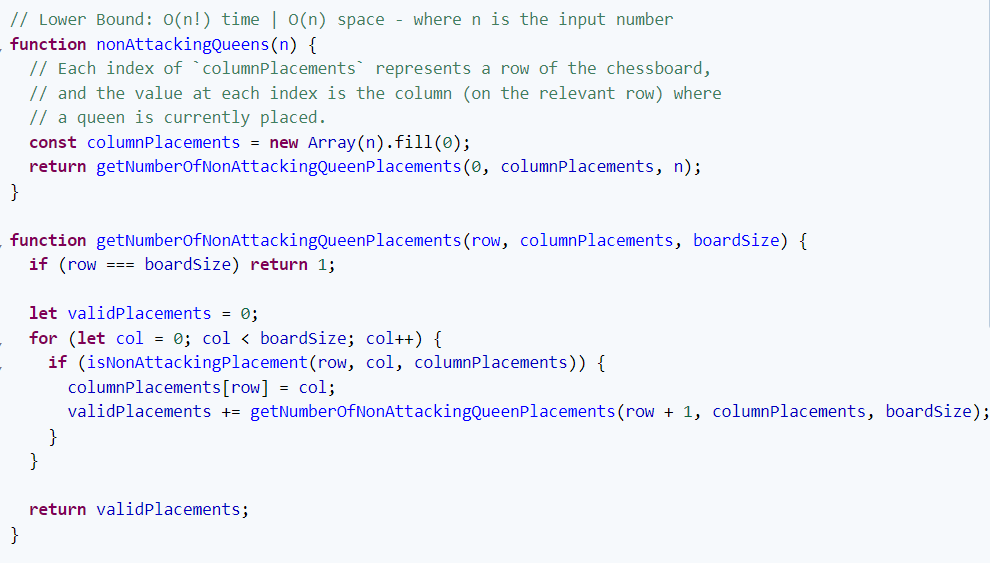 // Lower Bound: O(n!) time | O(n) space - where n is the input number
function nonAttackingQueens(n) {
  // Each index of `columnPlacements` represents a row of the chessboard,
  // and the value at each index is the column (on the relevant row) where
  // a queen is currently placed.
  const columnPlacements = new Array(n).fill(0);
  return getNumberOfNonAttackingQueenPlacements(0, columnPlacements, n);
}

function getNumberOfNonAttackingQueenPlacements(row, columnPlacements, boardSize) {
  if (row === boardSize) return 1;

  let validPlacements = 0;
  for (let col = 0; col < boardSize; col++) {
    if (isNonAttackingPlacement(row, col, columnPlacements)) {
      columnPlacements[row] = col;
      validPlacements += getNumberOfNonAttackingQueenPlacements(row + 1, columnPlacements, boardSize);
    }
  }

  return validPlacements;
}